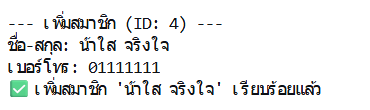 --- เพิ่มสมาชิก (ID: 4) ---
ชื่อ-สกุล: น้าใส จริงใจ
เบอร์โทร: 01111111
✅ เพิ่มสมาชิก 'น้าใส จริงใจ' เรียบร้อยแล้ว